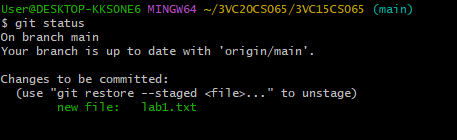 User@DESKTOP-KKSONE6 MINGW64 ~/3VC20CS065/3VC15CS065 (main)
$ git status
On branch main
Your branch is up to date with 'origin/main'.
Changes to be committed:
(use "git restore --staged <file>..." to unstage)
new file:   lab1.txt